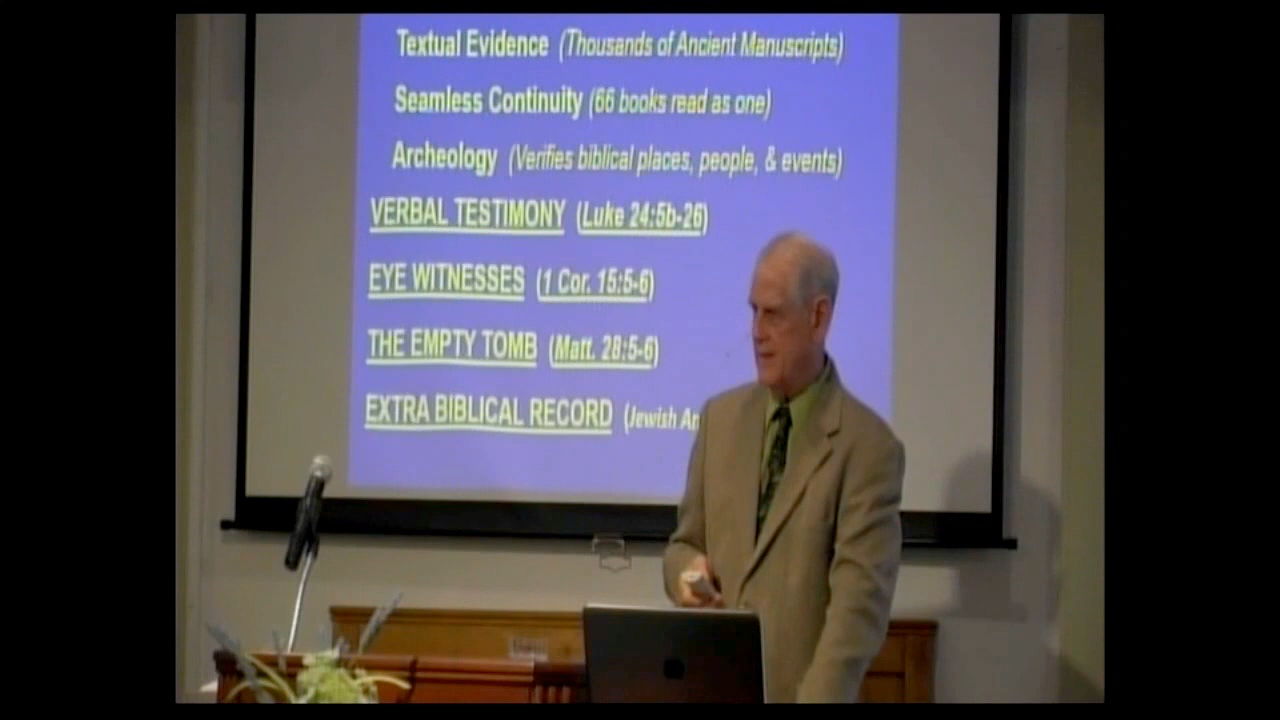 Textual Evidence (Thousands of Ancient Manuscripts)
Seamless Continuity (66 books read as one)
Archeology (Verifies biblical places, people, & events)
VERBAL TESTIMONY (Luke 24:5b-26)
EYE WITNESSES (1 Cor. 15:5-6)
THE EMPTY TOMB (Matt. 28:5-6)
EXTRA BIBLICAL RECORD (Jewish